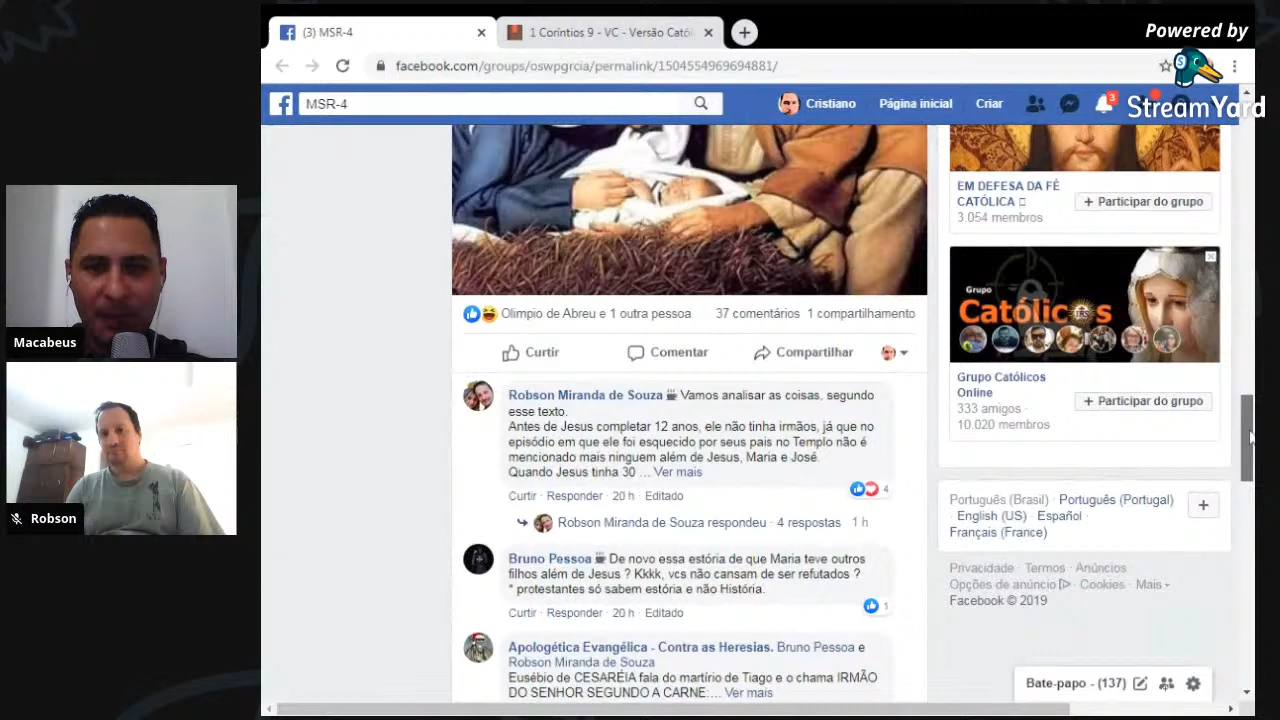 (3) MSR-4
1 Coríntios 9 - VC - Versão Catól
Powered by
StreamYard
facebook.com/groups/oswpgrcia/permalink/1504554969694881/
MSR-4
Cristiano
Página inicial
Criar
3
EM DEFESA DA FÉ
CATÓLICA
3.054 membros
+ Participar do grupo
Grupo
Católicos
Grupo Católicos
Online
333 amigos ·
10.020 membros
+ Participar do grupo
Olimpio de Abreu e 1 outra pessoa
37 comentários 1 compartilhamento
Curtir
Comentar
Compartilhar
Robson Miranda de Souza Vamos analisar as coisas, segundo
esse texto.
Antes de Jesus completar 12 anos, ele não tinha irmãos, já que no
episódio em que ele foi esquecido por seus pais no Templo não é
mencionado mais ninguem além de Jesus, Maria e José.
Quando Jesus tinha 30 ... Ver mais
4
Curtir · Responder · 20 h · Editado
Robson Miranda de Souza respondeu · 4 respostas 1 h
Bruno Pessoa De novo essa estória de que Maria teve outros
filhos além de Jesus ? Kkkk, vcs não cansam de ser refutados ?
* protestantes só sabem estória e não História.
1
Curtir · Responder · 20 h · Editado
Apologética Evangélica - Contra as Heresias. Bruno Pessoa e
Robson Miranda de Souza
Eusébio de CESARÉIA fala do martírio de Tiago e o chama IRMÃO
DO SENHOR SEGUNDO A CARNE:... Ver mais
Português (Brasil) · Português (Portugal)
· English (US) · Español ·
Français (France)
Privacidade · Termos · Anúncios
Opções de anúncio · Cookies · Mais
Facebook © 2019
Bate-papo - (137)
Macabeus
Robson